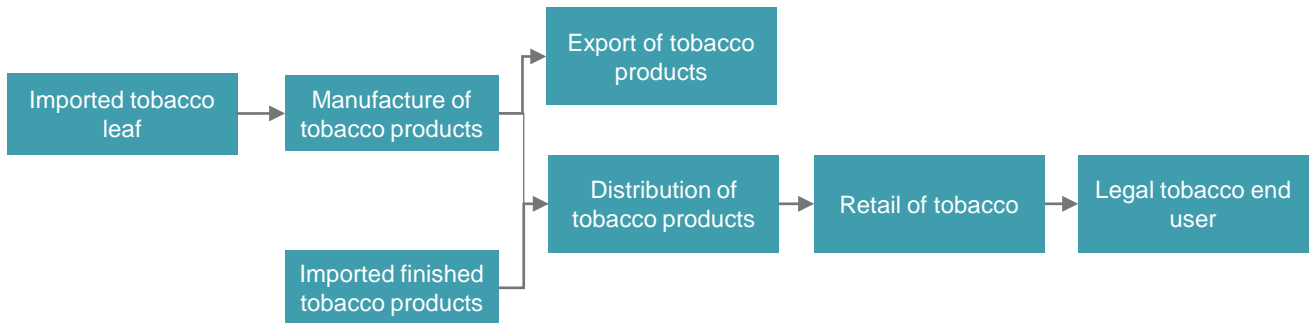 Export of tobacco
products
Imported tobacco
leaf
Manufacture of
tobacco products
Distribution of
tobacco products
Retail of tobacco
Legal tobacco end
user
Imported finished
tobacco products